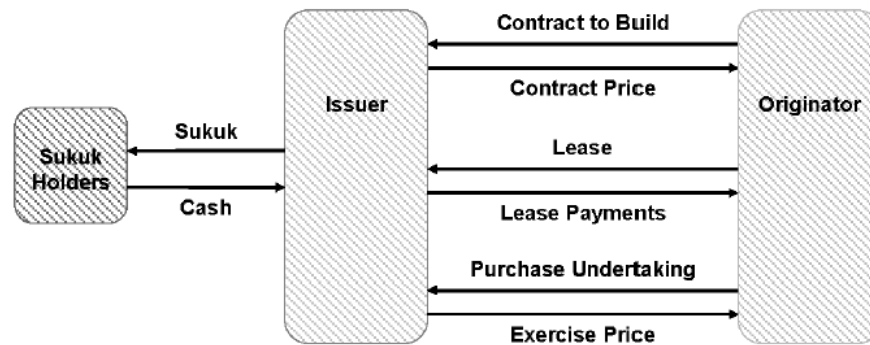 Contract to Build
Contract Price
Issuer
Originator
Sukuk
Lease
Sukuk
Holders
Cash
Lease Payments
Purchase Undertaking
Exercise Price